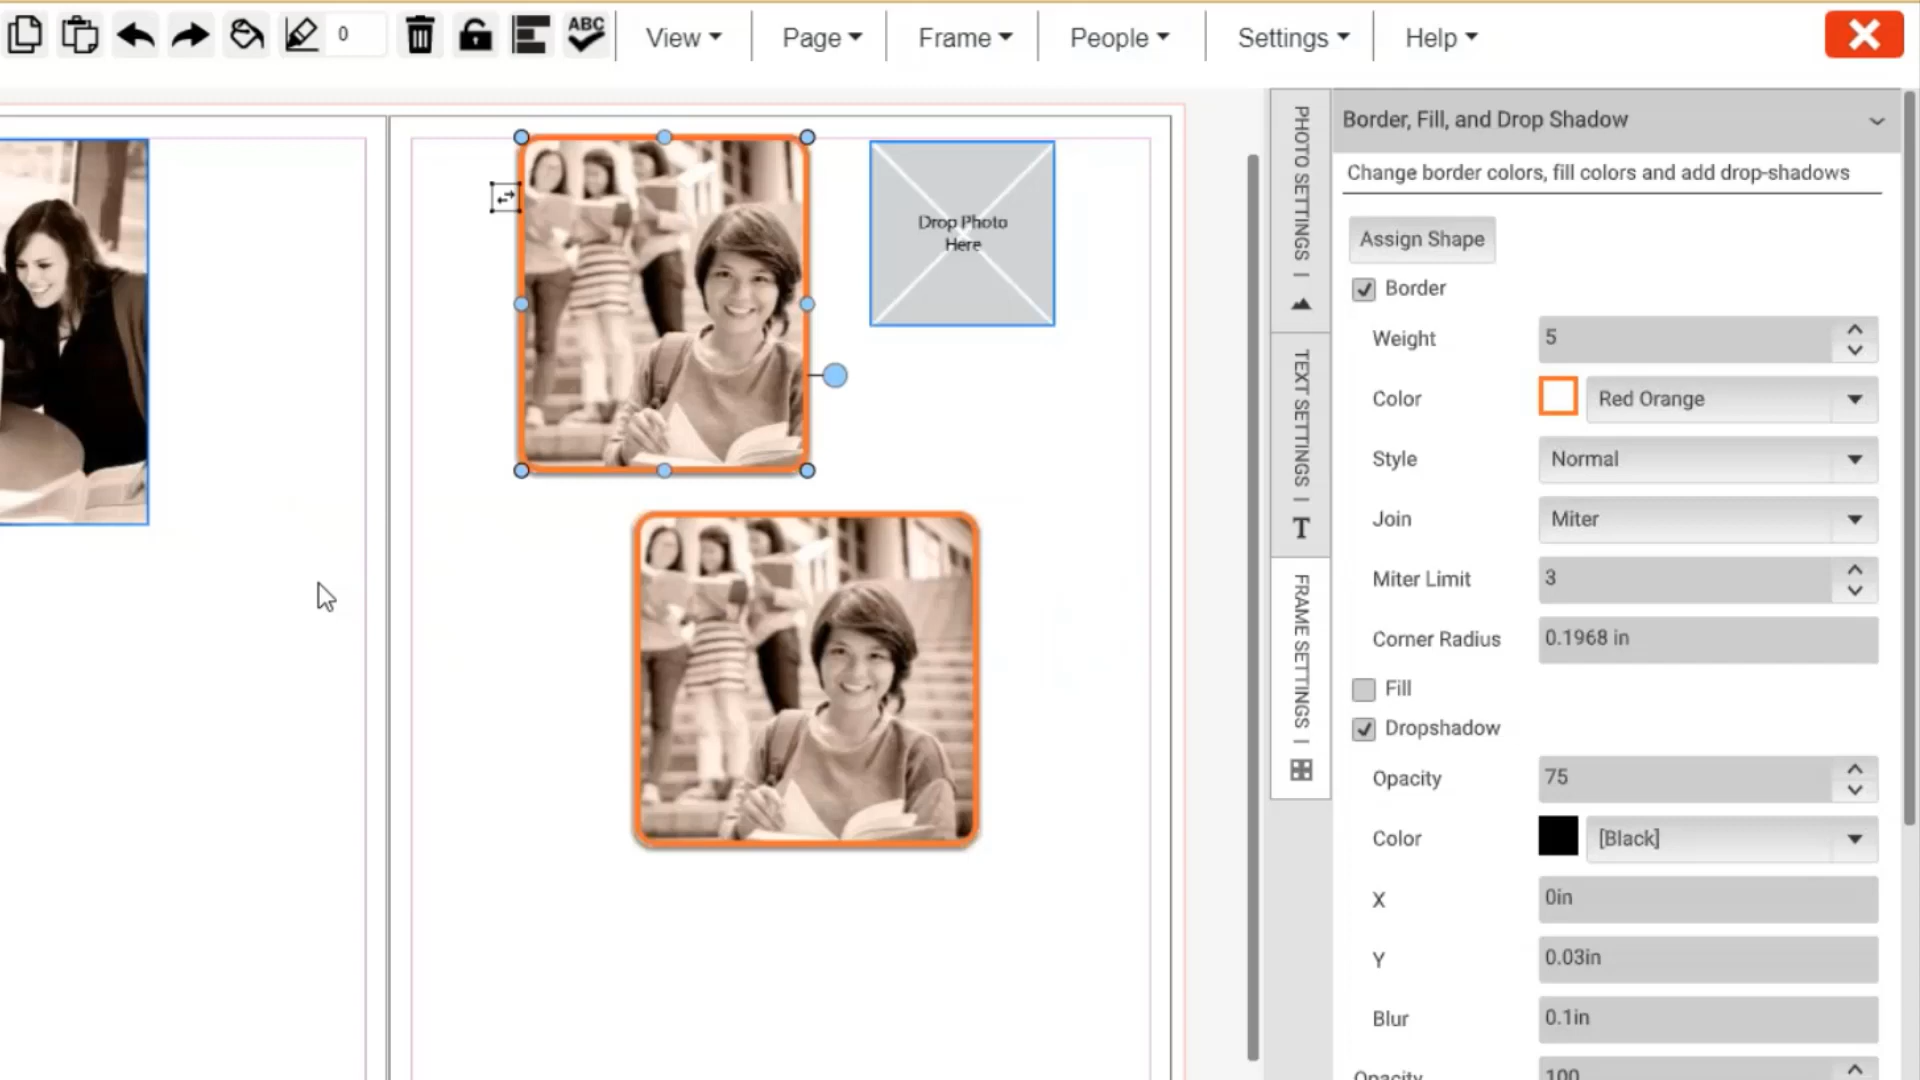 0
ABC
View
Page
Frame
People
Settings
Help
Drop Photo
Here
PHOTO SETTINGS |
TEXT SETTINGS | T
FRAME SETTINGS |
Border, Fill, and Drop Shadow
Change border colors, fill colors and add drop-shadows
Assign Shape
Border
Weight 5
Color Red Orange
Style Normal
Join Miter
Miter Limit 3
Corner Radius 0.1968 in
Fill
Dropshadow
Opacity 75
Color [Black]
X 0in
Y 0.03in
Blur 0.1in
Opacity 100